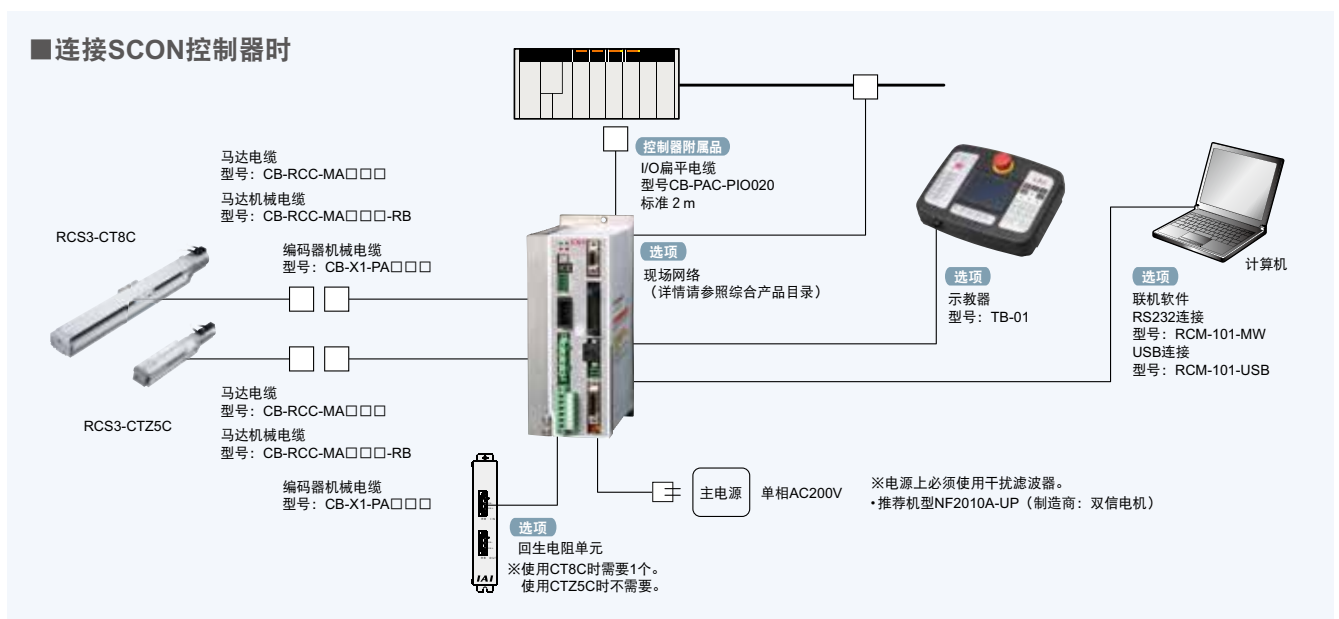 ■连接SCON控制器时
马达电缆
型号：CB-RCC-MA□□□
马达机械电缆
型号：CB-RCC-MA□□□-RB
RCS3-CT8C
编码器机械电缆
型号：CB-X1-PA□□□
RCS3-CTZ5C
马达电缆
型号：CB-RCC-MA□□□
马达机械电缆
型号：CB-RCC-MA□□□-RB
编码器机械电缆
型号：CB-X1-PA□□□
控制器附属品
I/O扁平电缆
型号CB-PAC-PIO020
标准 2 m
选项
现场网络
（详情请参照综合产品目录）
选项
示教器
型号：TB-01
计算机
选项
联机软件
RS232连接
型号：RCM-101-MW
USB连接
型号：RCM-101-USB
IAI
选项
回生电阻单元
※使用CT8C时需要1个。
使用CTZ5C时不需要。
主电源
单相AC200V
※电源上必须使用干扰滤波器。
・推荐机型NF2010A-UP（制造商：双信电机）